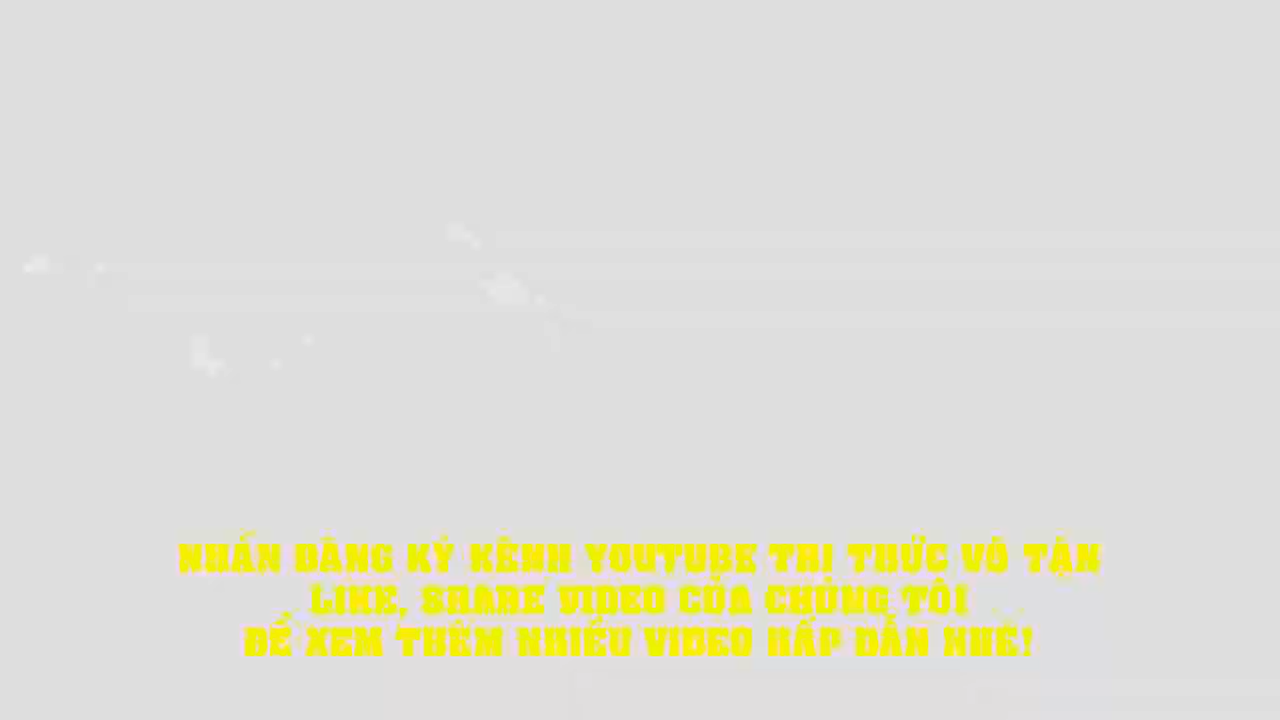 NHẤN ĐĂNG KÝ KÊNH YOUTUBE TRI THỨC VÔ TẬN
LIKE, SHARE VIDEO CỦA CHÚNG TÔI
ĐỂ XEM THÊM NHIỀU VIDEO HẤP DẪN NHÉ!